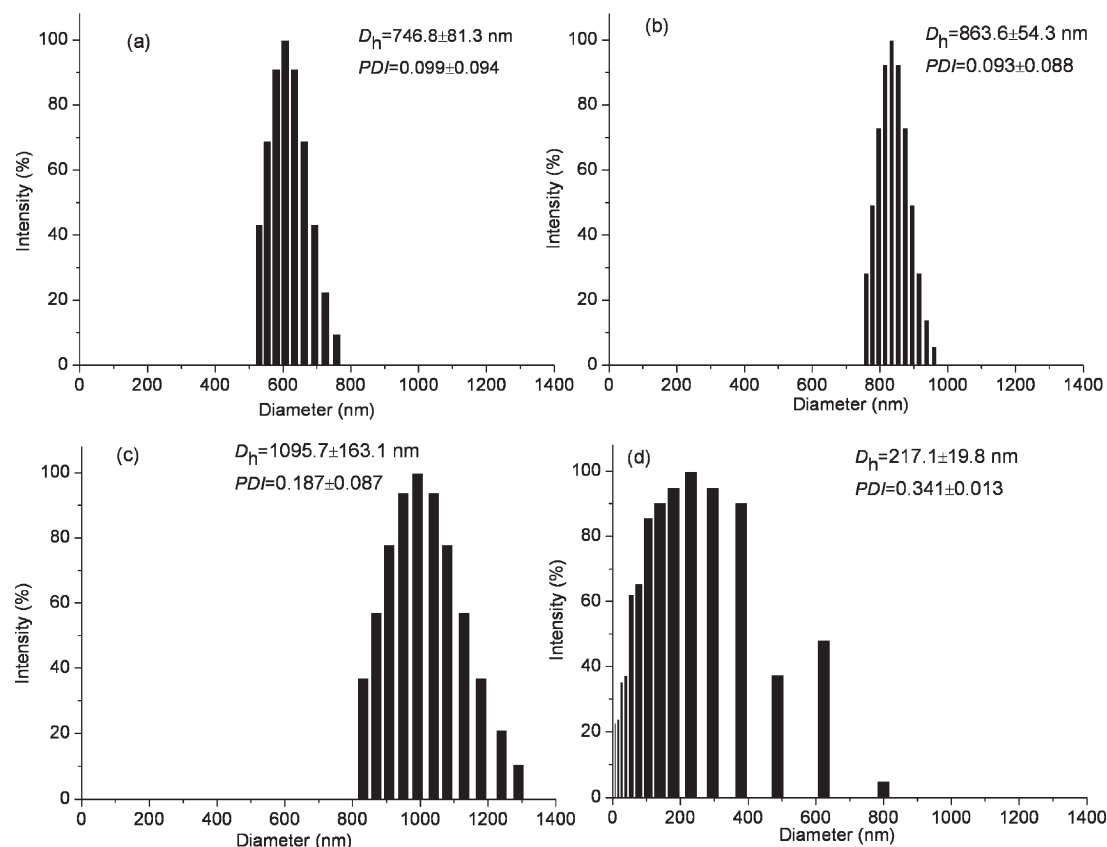 (a)
D_h=746.8±81.3 nm
PDI=0.099±0.094
Intensity (%)
100
80
60
40
20
0
0 200 400 600 800 1000 1200 1400
Diameter (nm)
(b)
D_h=863.6±54.3 nm
PDI=0.093±0.088
Intensity (%)
100
80
60
40
20
0
0 200 400 600 800 1000 1200 1400
Diameter (nm)
(c)
D_h=1095.7±163.1 nm
PDI=0.187±0.087
Intensity (%)
100
80
60
40
20
0
0 200 400 600 800 1000 1200 1400
Diameter (nm)
(d)
D_h=217.1±19.8 nm
PDI=0.341±0.013
Intensity (%)
100
80
60
40
20
0
0 200 400 600 800 1000 1200 1400
Diameter (nm)